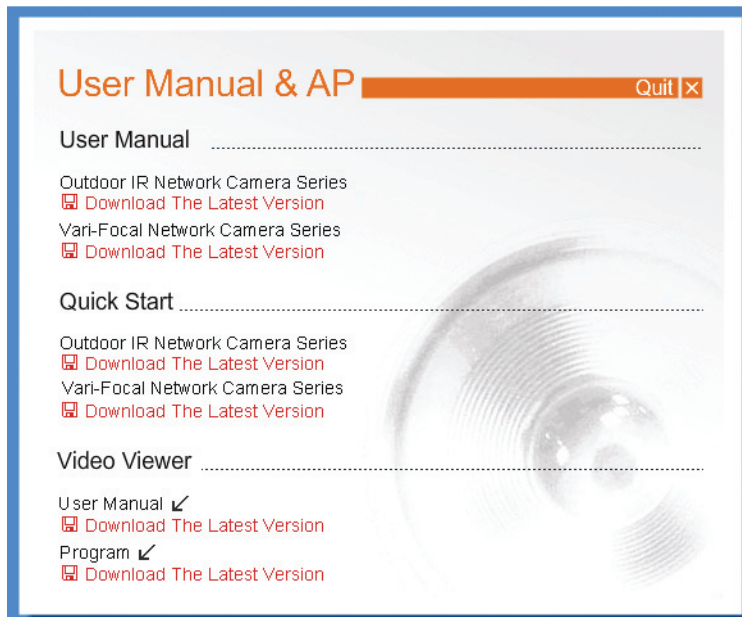 User Manual & AP Quit
User Manual
Outdoor IR Network Camera Series
Download The Latest Version
Vari-Focal Network Camera Series
Download The Latest Version
Quick Start
Outdoor IR Network Camera Series
Download The Latest Version
Vari-Focal Network Camera Series
Download The Latest Version
Video Viewer
User Manual
Download The Latest Version
Program
Download The Latest Version